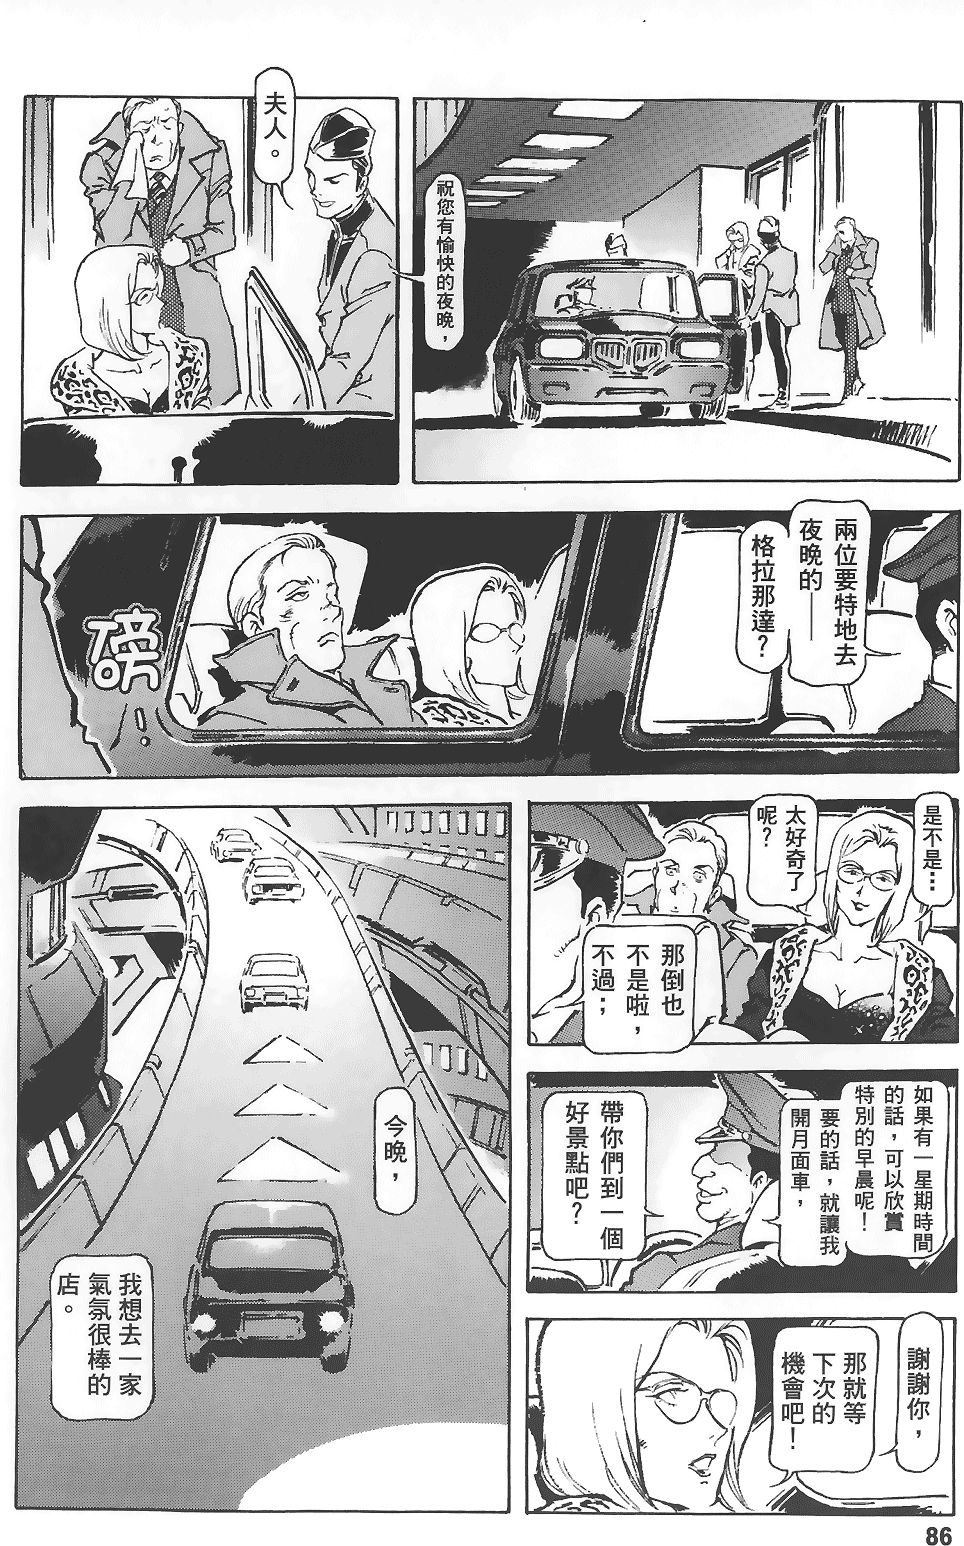 祝您有愉快的夜晚，
夫人。
兩位要特地去
夜晚的——
格拉那達？
磅！
是不是…
太好奇了
呢？
那倒也
不是啦，
不過；
如果有一星期時間
的話，可以欣賞
特別的早晨呢！
要的話，就讓我
開月面車，
帶你們到一個
好景點吧？
謝謝你，
那就等
下次的
機會吧！
今晚，
我想去一家
氣氛很棒的
店。
86